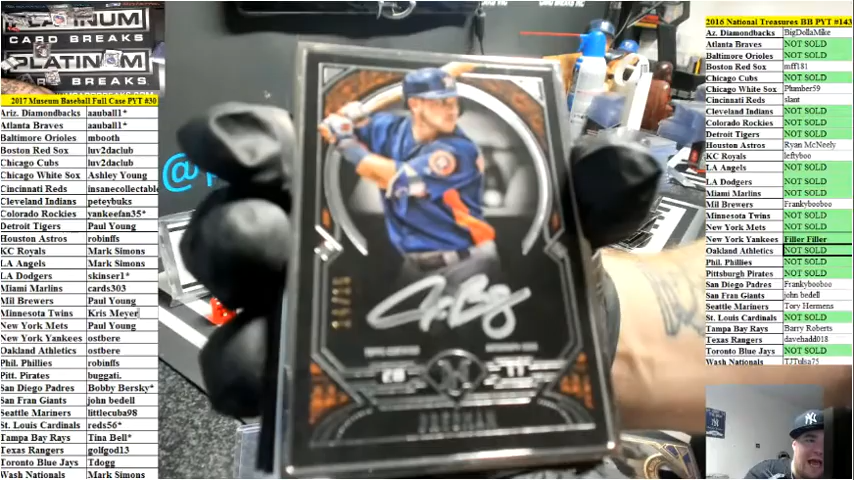 PLATINUM
CARD BREAKS
PLATINUM
BREAKS
2017 Museum Baseball Full Case PYT #30
Ariz. Diamondbacks aauball1*
Atlanta Braves aauball1*
Baltimore Orioles mbooth
Boston Red Sox luv2daclub
Chicago Cubs luv2daclub
Chicago White Sox Ashley Young
Cincinnati Reds insanecollectable
Cleveland Indians peteybuks
Colorado Rockies yankeefan35*
Detroit Tigers Paul Young
Houston Astros robinffs
KC Royals Mark Simons
LA Angels Mark Simons
LA Dodgers skinser1*
Miami Marlins cards303
Mil Brewers Paul Young
Minnesota Twins Kris Meyer
New York Mets Paul Young
New York Yankees ostbere
Oakland Athletics ostbere
Phil. Phillies robinffs
Pitt. Pirates buggati.
San Diego Padres Bobby Bersky*
San Fran Giants john bedell
Seattle Mariners littlecuba98
St. Louis Cardinals reds56*
Tampa Bay Rays Tina Bell*
Texas Rangers golfgod13
Toronto Blue Jays Tdogg
Wash Nationals Mark Simons
2016 National Treasures BB PYT #143
Az. Diamondbacks BigDollaMike
Atlanta Braves NOT SOLD
Baltimore Orioles NOT SOLD
Boston Red Sox mff181
Chicago Cubs NOT SOLD
Chicago White Sox Plumber59
Cincinnati Reds slant
Cleveland Indians NOT SOLD
Colorado Rockies NOT SOLD
Detroit Tigers NOT SOLD
Houston Astros Ryan McNeely
KC Royals leftyboo
LA Angels NOT SOLD
LA Dodgers NOT SOLD
Miami Marlins NOT SOLD
Mil Brewers Frankybooboo
Minnesota Twins NOT SOLD
New York Mets NOT SOLD
New York Yankees Filler Filler
Oakland Athletics NOT SOLD
Phil. Phillies NOT SOLD
Pittsburgh Pirates NOT SOLD
San Diego Padres Frankybooboo
San Fran Giants john bedell
Seattle Mariners Tory Hermens
St. Louis Cardinals NOT SOLD
Tampa Bay Rays Barry Roberts
Texas Rangers davehadd018
Toronto Blue Jays NOT SOLD
Wash Nationals TJTulsa75